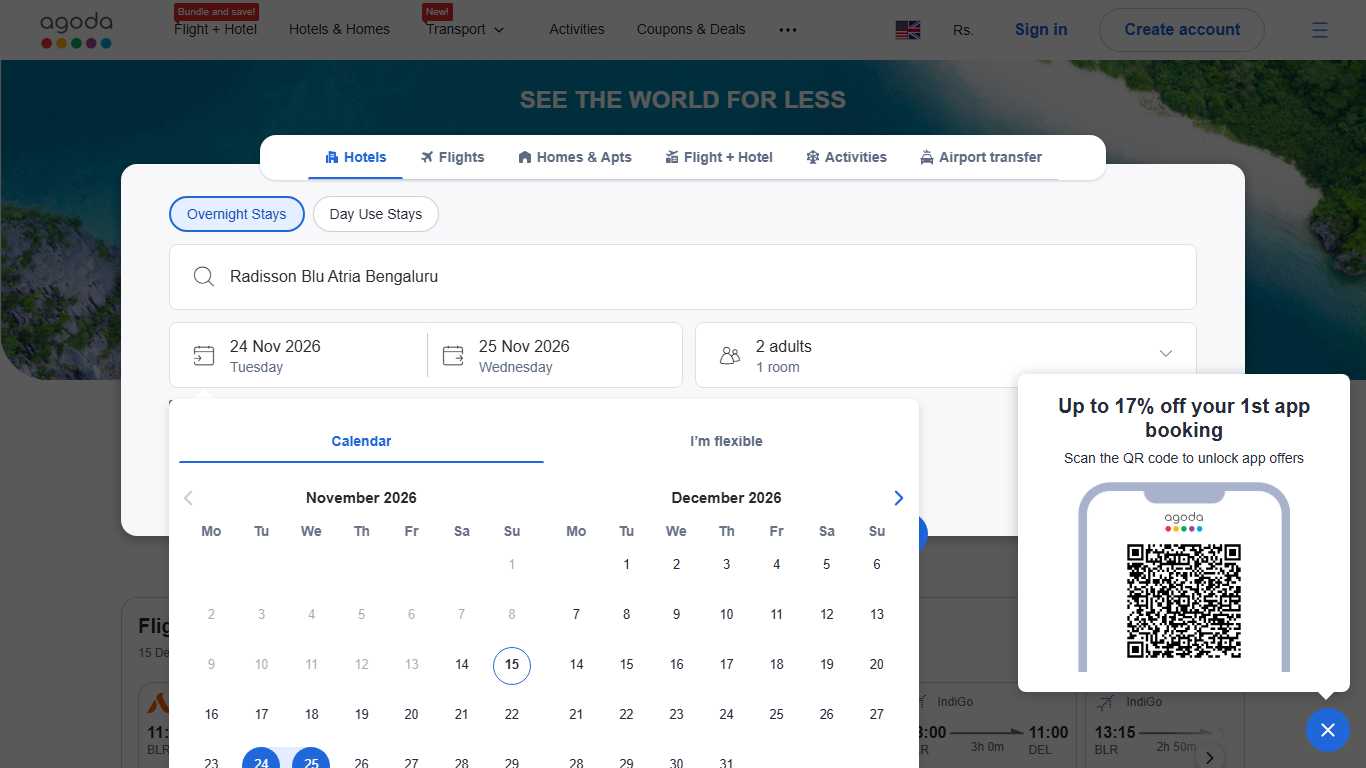 agoda
Bundle and save!
Flight + Hotel
Hotels & Homes
New!
Transport
Activities
Coupons & Deals
Rs.
Sign in
Create account
SEE THE WORLD FOR LESS
Hotels
Flights
Homes & Apts
Flight + Hotel
Activities
Airport transfer
Overnight Stays
Day Use Stays
Radisson Blu Atria Bengaluru
24 Nov 2026
Tuesday
25 Nov 2026
Wednesday
2 adults
1 room
Calendar
I'm flexible
November 2026
Mo Tu We Th Fr Sa Su
1
2 3 4 5 6 7 8
9 10 11 12 13 14 15
16 17 18 19 20 21 22
23 24 25 26 27 28 29
December 2026
Mo Tu We Th Fr Sa Su
1 2 3 4 5 6
7 8 9 10 11 12 13
14 15 16 17 18 19 20
21 22 23 24 25 26 27
28 29 30 31
Up to 17% off your 1st app
booking
Scan the QR code to unlock app offers
agoda
15 De
BLR
IndiGo
11:00
3h 0m
DEL
IndiGo
13:15
BLR
2h 50m